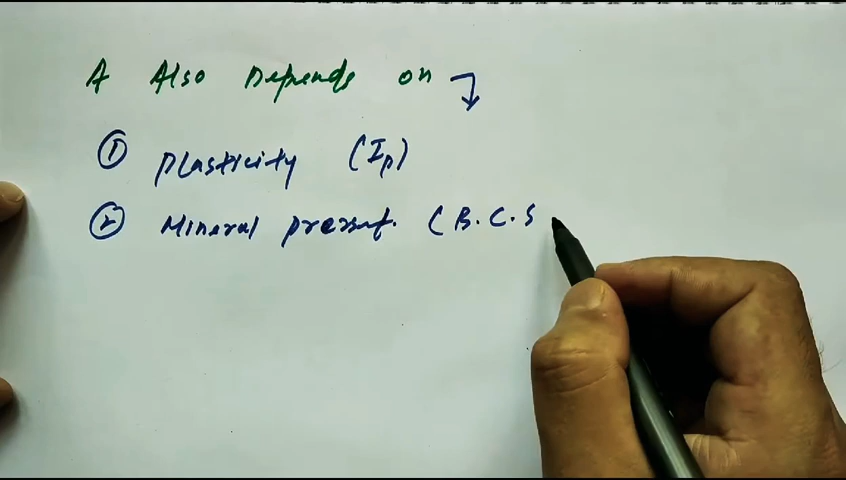 A Also Depends on
① Plasticity (Ip)
② Mineral present. (B.C.S